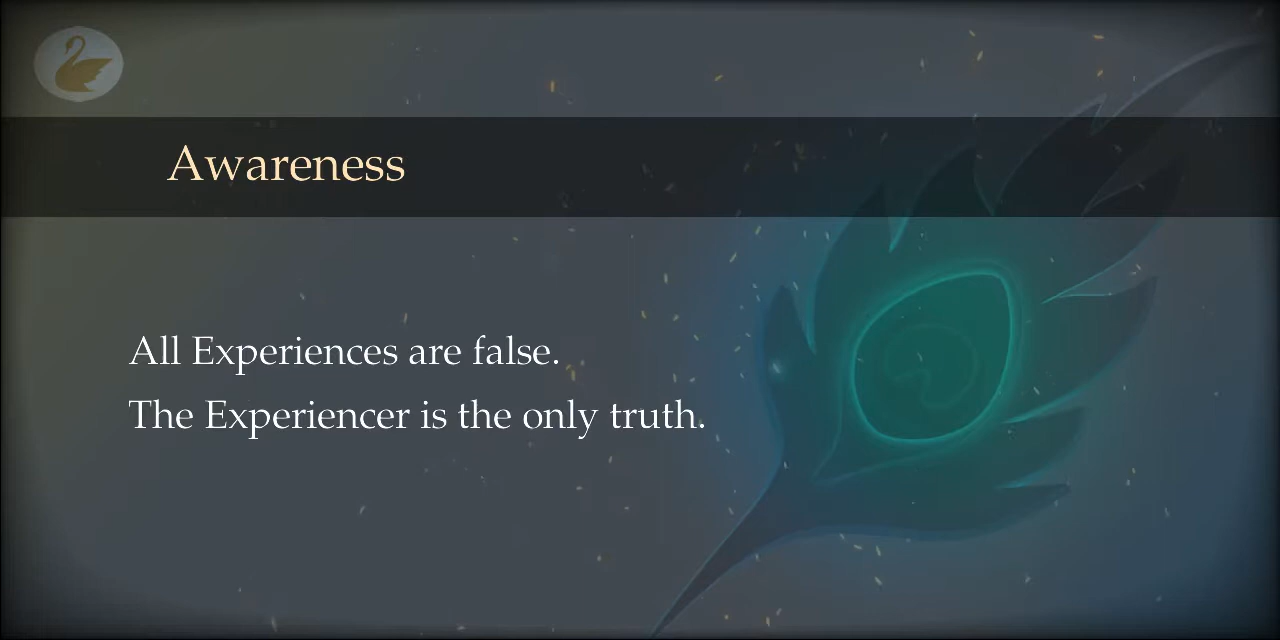 Awareness
All Experiences are false.
The Experiencer is the only truth.